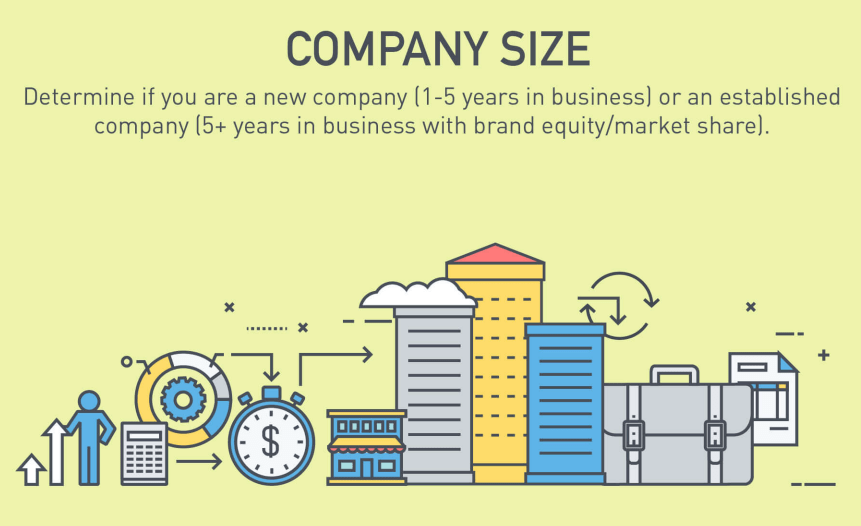 COMPANY SIZE
Determine if you are a new company (1-5 years in business) or an established
company (5+ years in business with brand equity/market share).
$